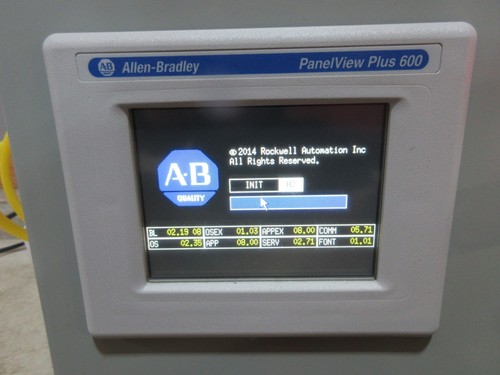 AB Allen-Bradley PanelView Plus 600
© 2014 Rockwell Automation Inc
All Rights Reserved.
A·B
QUALITY
INIT
BL 02.19 08 OSEX 01.03 APPEX 08.00 COMM 05.71
OS 02.35 APP 08.00 SERV 02.71 FONT 01.01